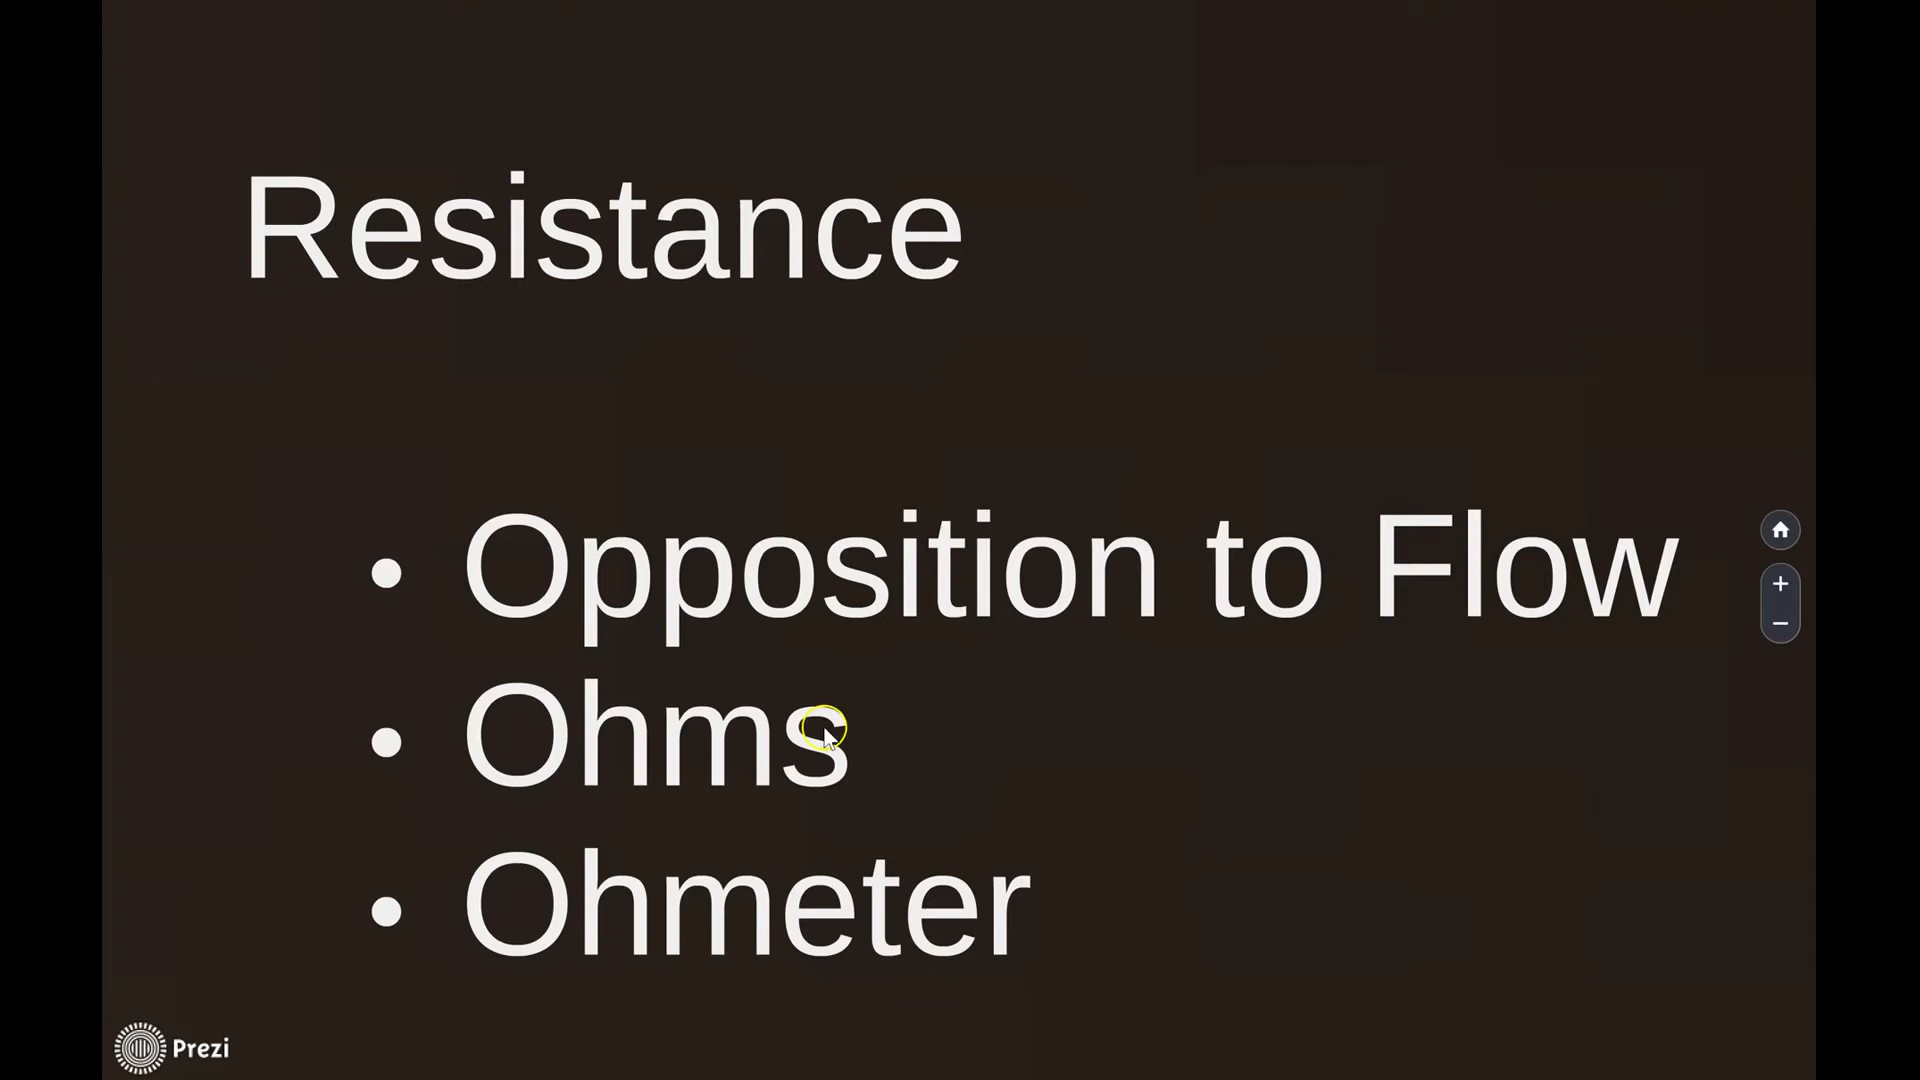 Resistance
• Opposition to Flow
• Ohms
• Ohmeter
Prezi